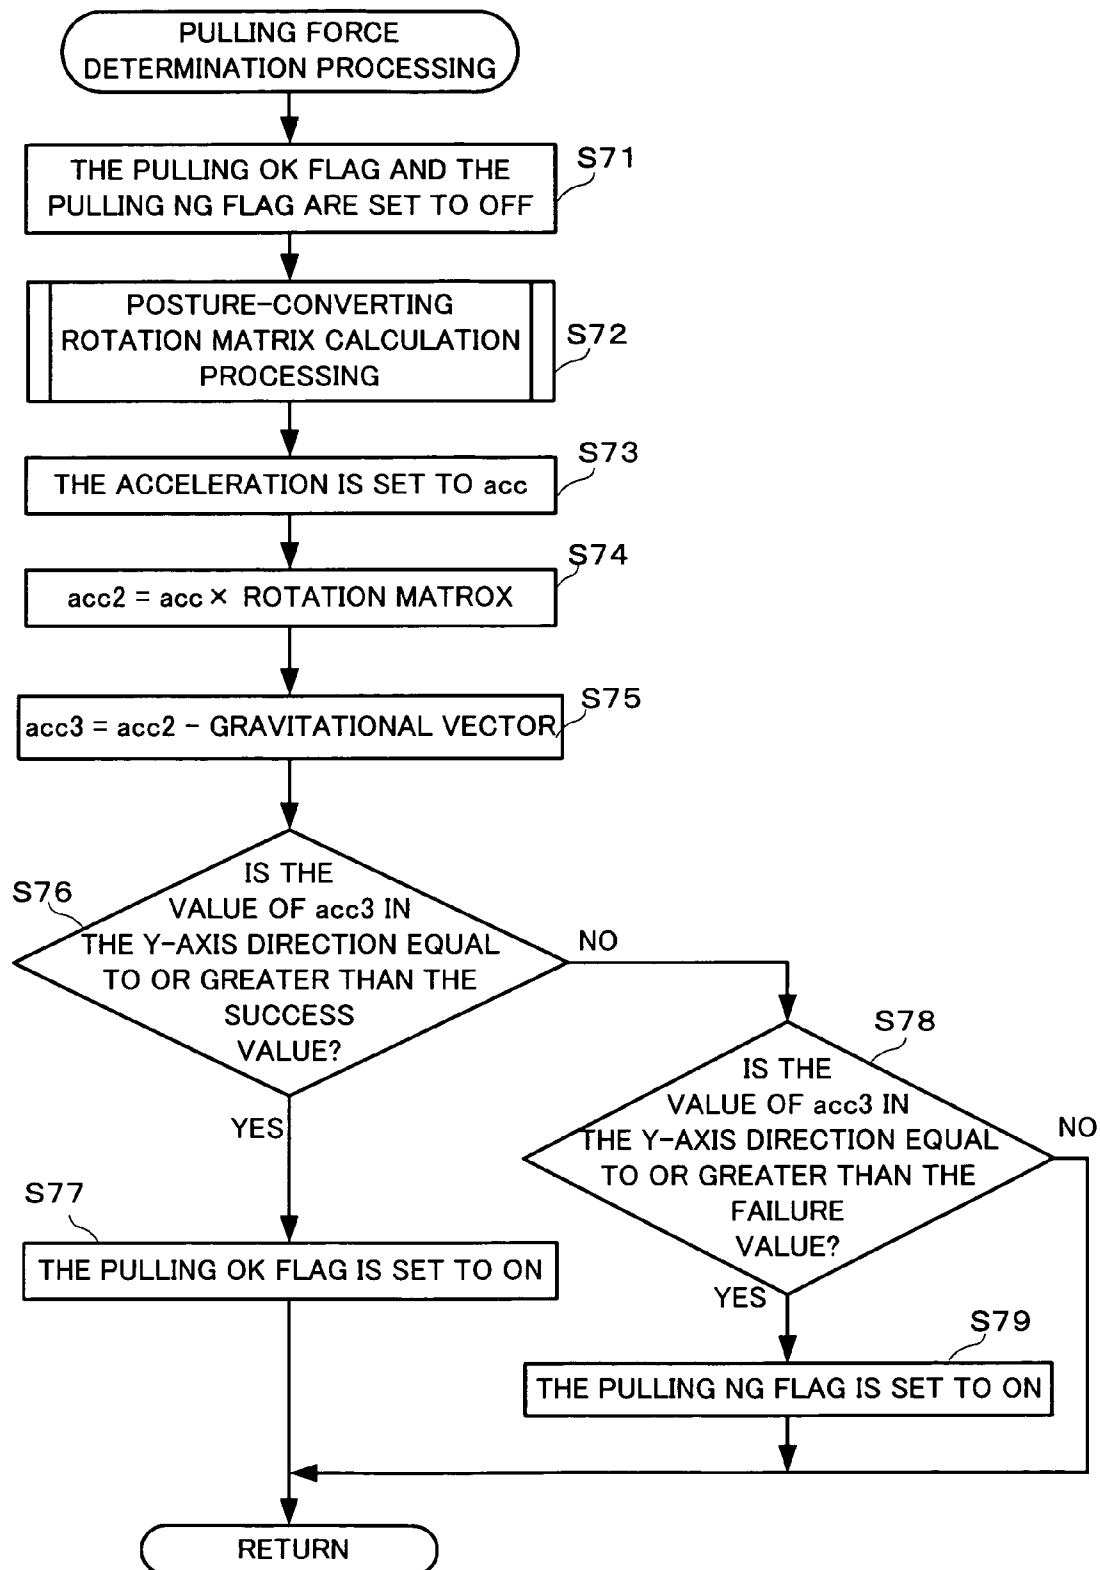 PULLING FORCE
DETERMINATION PROCESSING
S71
THE PULLING OK FLAG AND THE
PULLING NG FLAG ARE SET TO OFF
S72
POSTURE-CONVERTING
ROTATION MATRIX CALCULATION
PROCESSING
S73
THE ACCELERATION IS SET TO acc
S74
acc2 = acc × ROTATION MATROX
S75
acc3 = acc2 - GRAVITATIONAL VECTOR
S76
IS THE
VALUE OF acc3 IN
THE Y-AXIS DIRECTION EQUAL
TO OR GREATER THAN THE
SUCCESS
VALUE?
NO
YES
S77
THE PULLING OK FLAG IS SET TO ON
S78
IS THE
VALUE OF acc3 IN
THE Y-AXIS DIRECTION EQUAL
TO OR GREATER THAN THE
FAILURE
VALUE?
NO
YES
S79
THE PULLING NG FLAG IS SET TO ON
RETURN